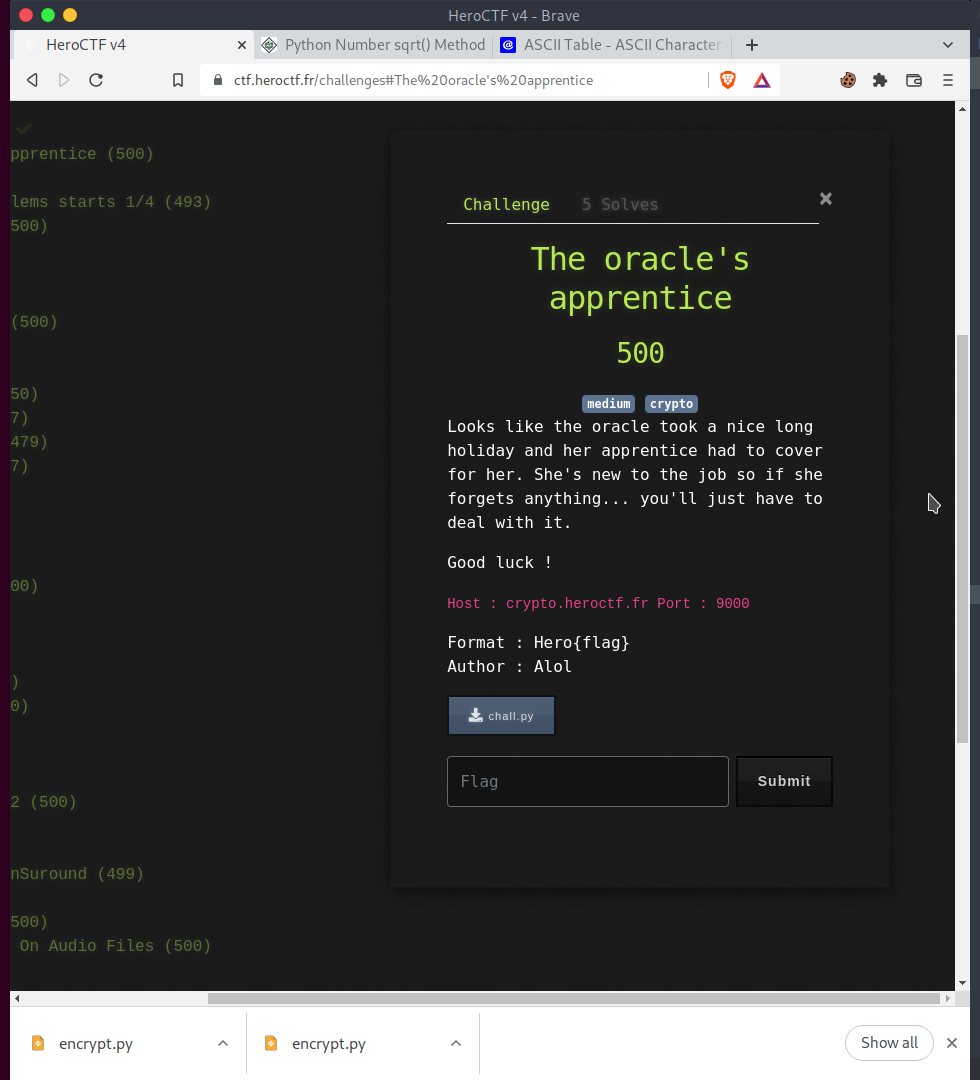 HeroCTF v4 - Brave
HeroCTF v4
Python Number sqrt() Method
ASCII Table - ASCII Character
ctf.heroctf.fr/challenges#The%20oracle's%20apprentice
pprentice (500)
lems starts 1/4 (493)
500)
(500)
50)
7)
479)
7)
00)
)
0)
2 (500)
nSuround (499)
500)
On Audio Files (500)
Challenge 5 Solves
The oracle's
apprentice
500
medium crypto
Looks like the oracle took a nice long
holiday and her apprentice had to cover
for her. She's new to the job so if she
forgets anything... you'll just have to
deal with it.
Good luck !
Host : crypto.heroctf.fr Port : 9000
Format : Hero{flag}
Author : Alol
chall.py
Flag
Submit
encrypt.py
encrypt.py
Show all